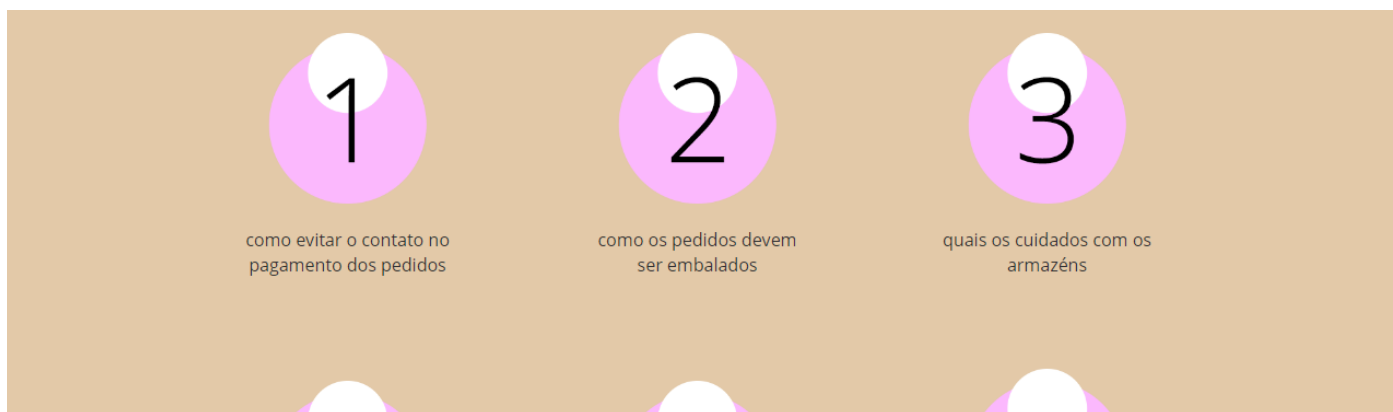 1
2
3
como evitar o contato no
pagamento dos pedidos
como os pedidos devem
ser embalados
quais os cuidados com os
armazéns